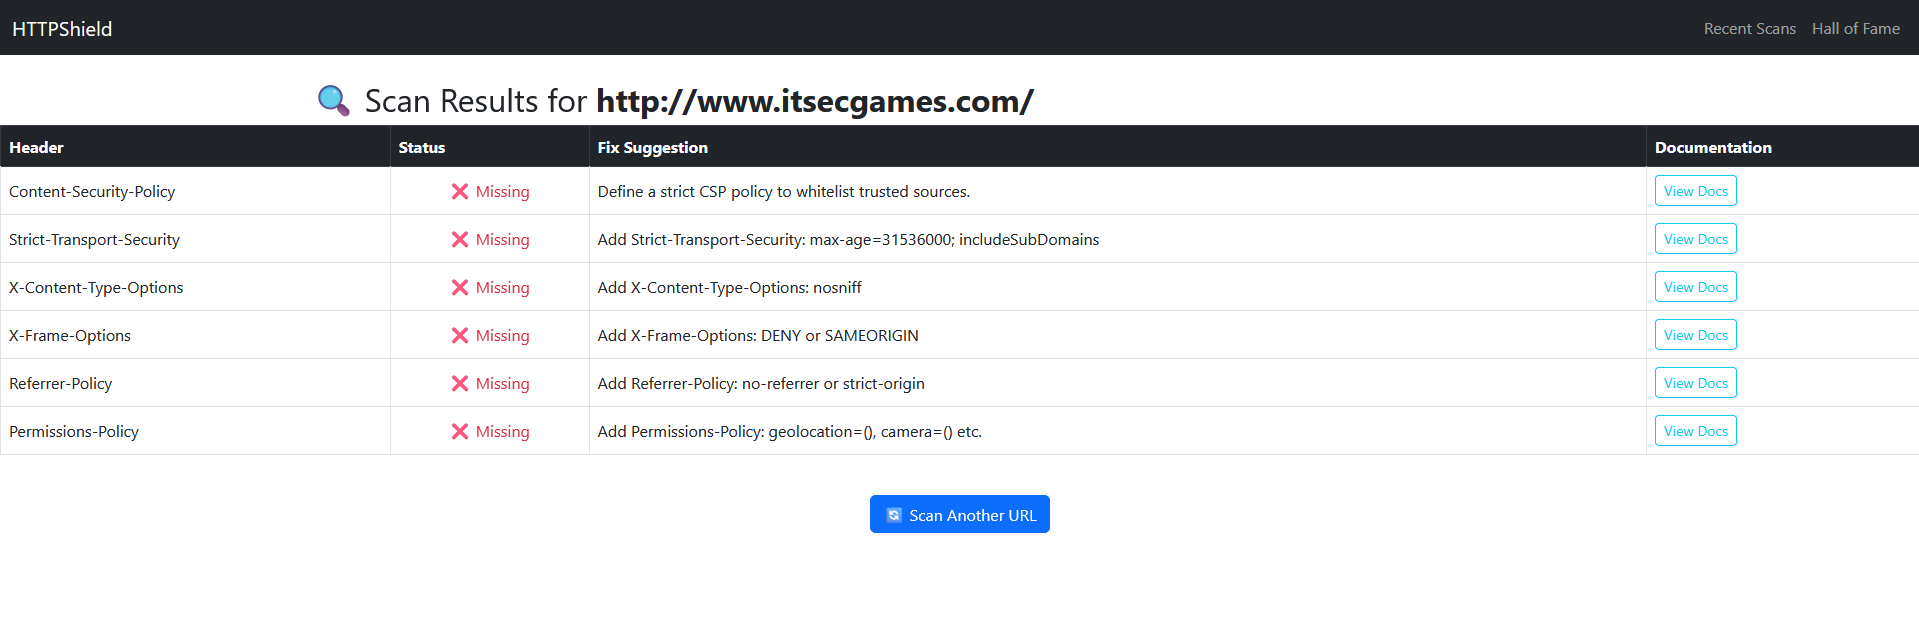 HTTPShield Recent Scans Hall of Fame
Scan Results for http://www.itsecgames.com/
Header Status Fix Suggestion Documentation
Content-Security-Policy Missing Define a strict CSP policy to whitelist trusted sources. View Docs
Strict-Transport-Security Missing Add Strict-Transport-Security: max-age=31536000; includeSubDomains View Docs
X-Content-Type-Options Missing Add X-Content-Type-Options: nosniff View Docs
X-Frame-Options Missing Add X-Frame-Options: DENY or SAMEORIGIN View Docs
Referrer-Policy Missing Add Referrer-Policy: no-referrer or strict-origin View Docs
Permissions-Policy Missing Add Permissions-Policy: geolocation=(), camera=() etc. View Docs
Scan Another URL